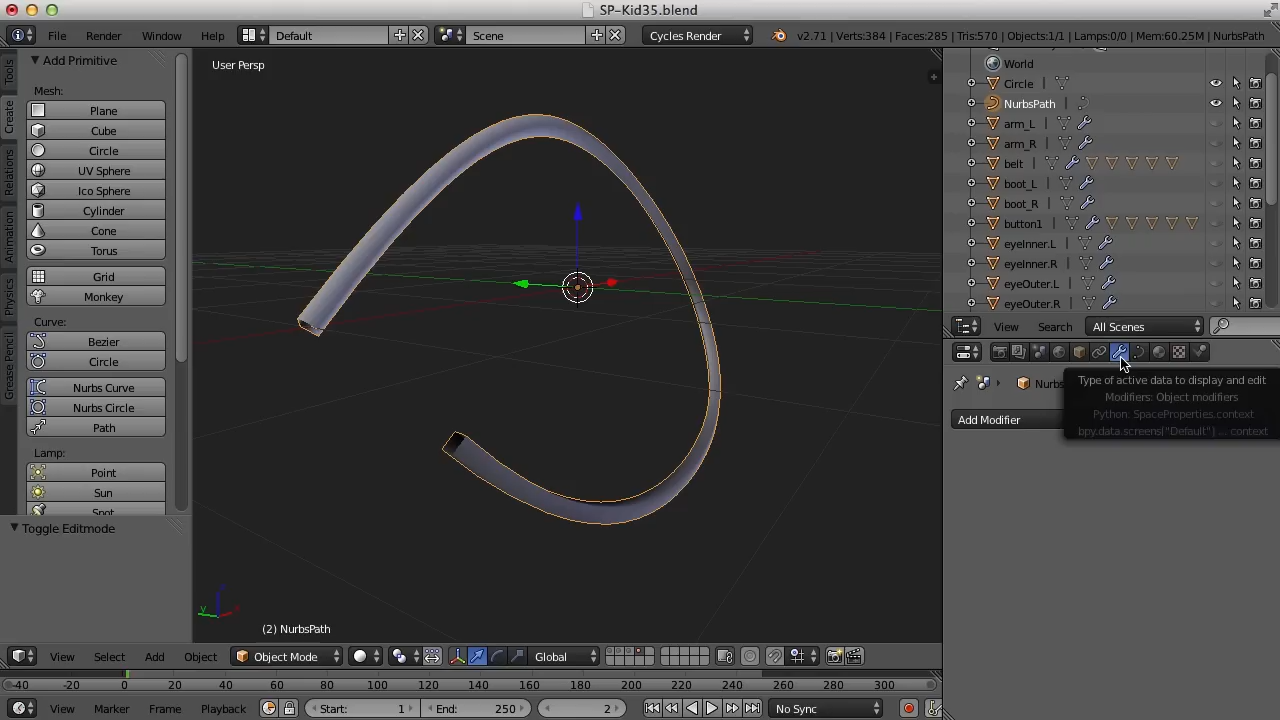 SP-Kid35.blend
File Render Window Help Default Scene Cycles Render v2.71 | Verts:384 | Faces:285 | Tris:570 | Objects:1/1 | Lamps:0/0 | Mem:60.25M | NurbsPath
Tools
Create
Relations
Animation
Physics
Grease Pencil
Add Primitive
Mesh:
Plane
Cube
Circle
UV Sphere
Ico Sphere
Cylinder
Cone
Torus
Grid
Monkey
Curve:
Bezier
Circle
Nurbs Curve
Nurbs Circle
Path
Lamp:
Point
Sun
Spot
Toggle Editmode
User Persp
(2) NurbsPath
World
Circle
NurbsPath
arm_L
arm_R
belt
boot_L
boot_R
button1
eyeInner.L
eyeInner.R
eyeOuter.L
eyeOuter.R
View Search All Scenes
Nurbs
Type of active data to display and edit
Modifiers: Object modifiers
Python: SpaceProperties.context
bpy.data.screens["Default"] ... context
Add Modifier
View Select Add Object Object Mode Global
-40 -20 0 20 40 60 80 100 120 140 160 180 200 220 240 260 280 300
View Marker Frame Playback Start: 1 End: 250 2 No Sync